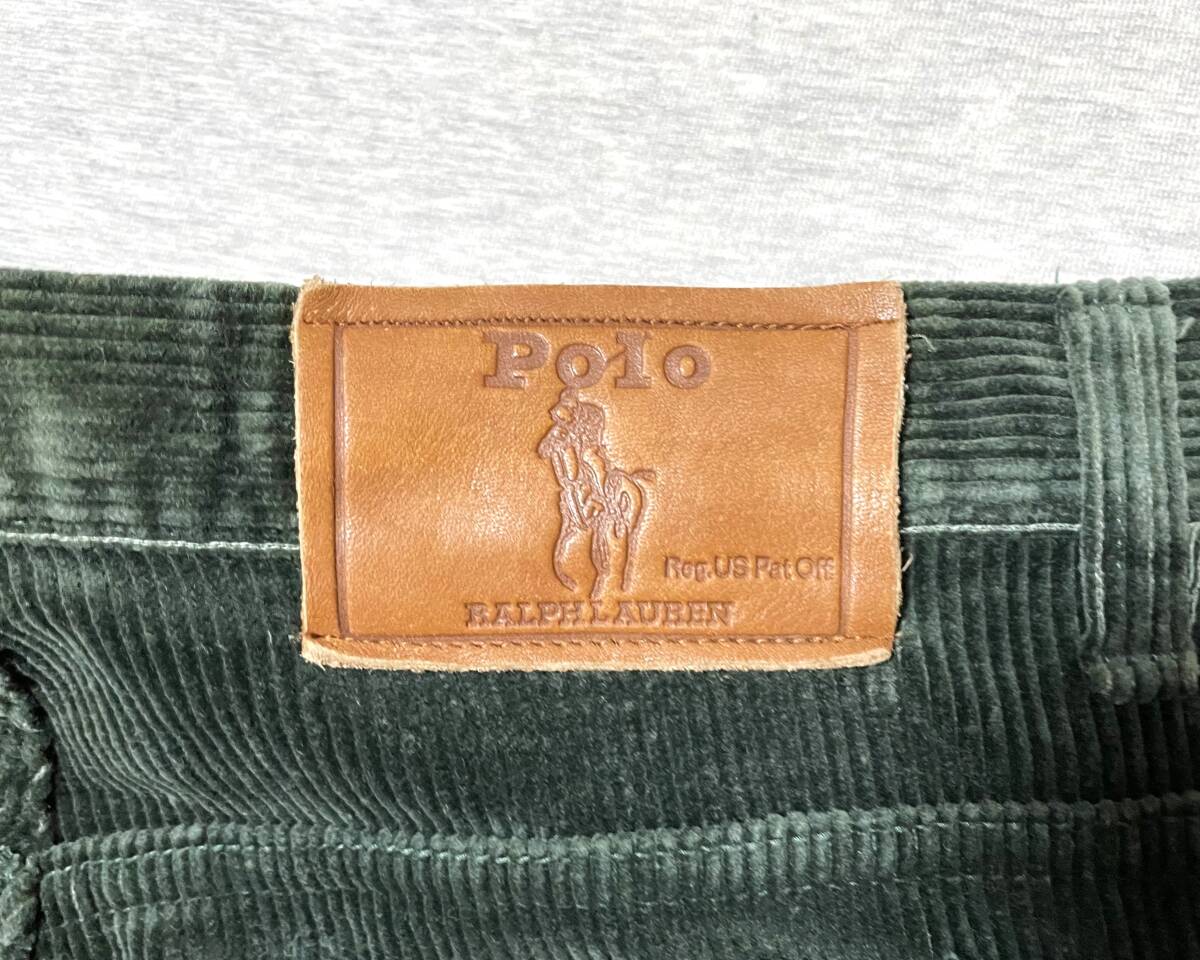 Polo
Reg.US Pat.Off
RALPH LAUREN